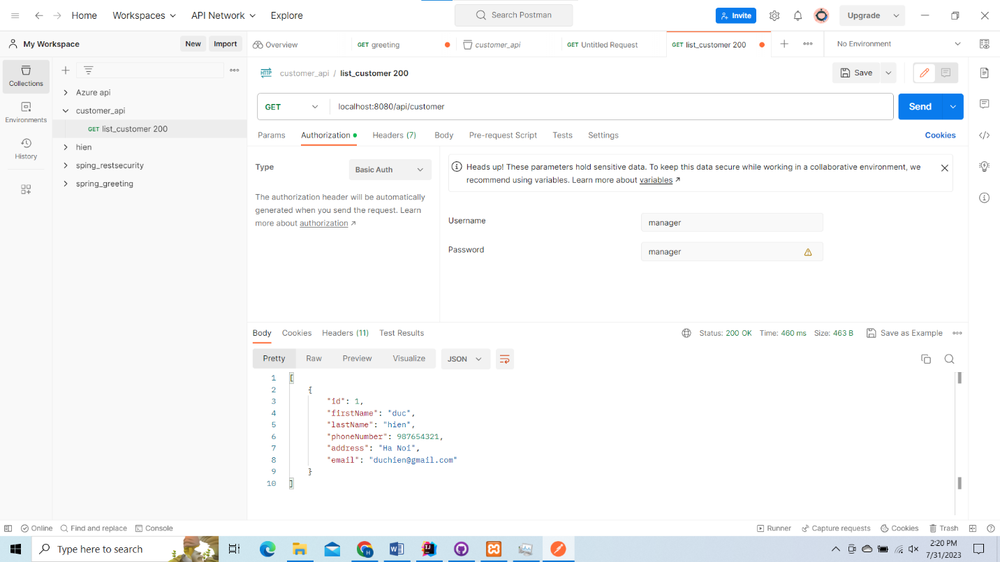 Home Workspaces API Network Explore Search Postman Invite Upgrade
My Workspace New Import Overview GET greeting customer_api GET Untitled Request GET list_customer 200 No Environment
Collections
Environments
History
Azure api
customer_api
GET list_customer 200
hien
sping_restsecurity
spring_greeting
HTTP customer_api / list_customer 200 Save
GET localhost:8080/api/customer Send
Params Authorization Headers (7) Body Pre-request Script Tests Settings Cookies
Type Basic Auth
The authorization header will be automatically
generated when you send the request. Learn
more about authorization ↗
Heads up! These parameters hold sensitive data. To keep this data secure while working in a collaborative environment, we
recommend using variables. Learn more about variables ↗
Username manager
Password manager
Body Cookies Headers (11) Test Results Status: 200 OK Time: 460 ms Size: 463 B Save as Example
Pretty Raw Preview Visualize JSON
1 [
2 {
3 "id": 1,
4 "firstName": "duc",
5 "lastName": "hien",
6 "phoneNumber": 987654321,
7 "address": "Ha Noi",
8 "email": "duchien@gmail.com"
9 }
10 ]
Online Find and replace Console Runner Capture requests Cookies Trash
Type here to search
2:20 PM
7/31/2023